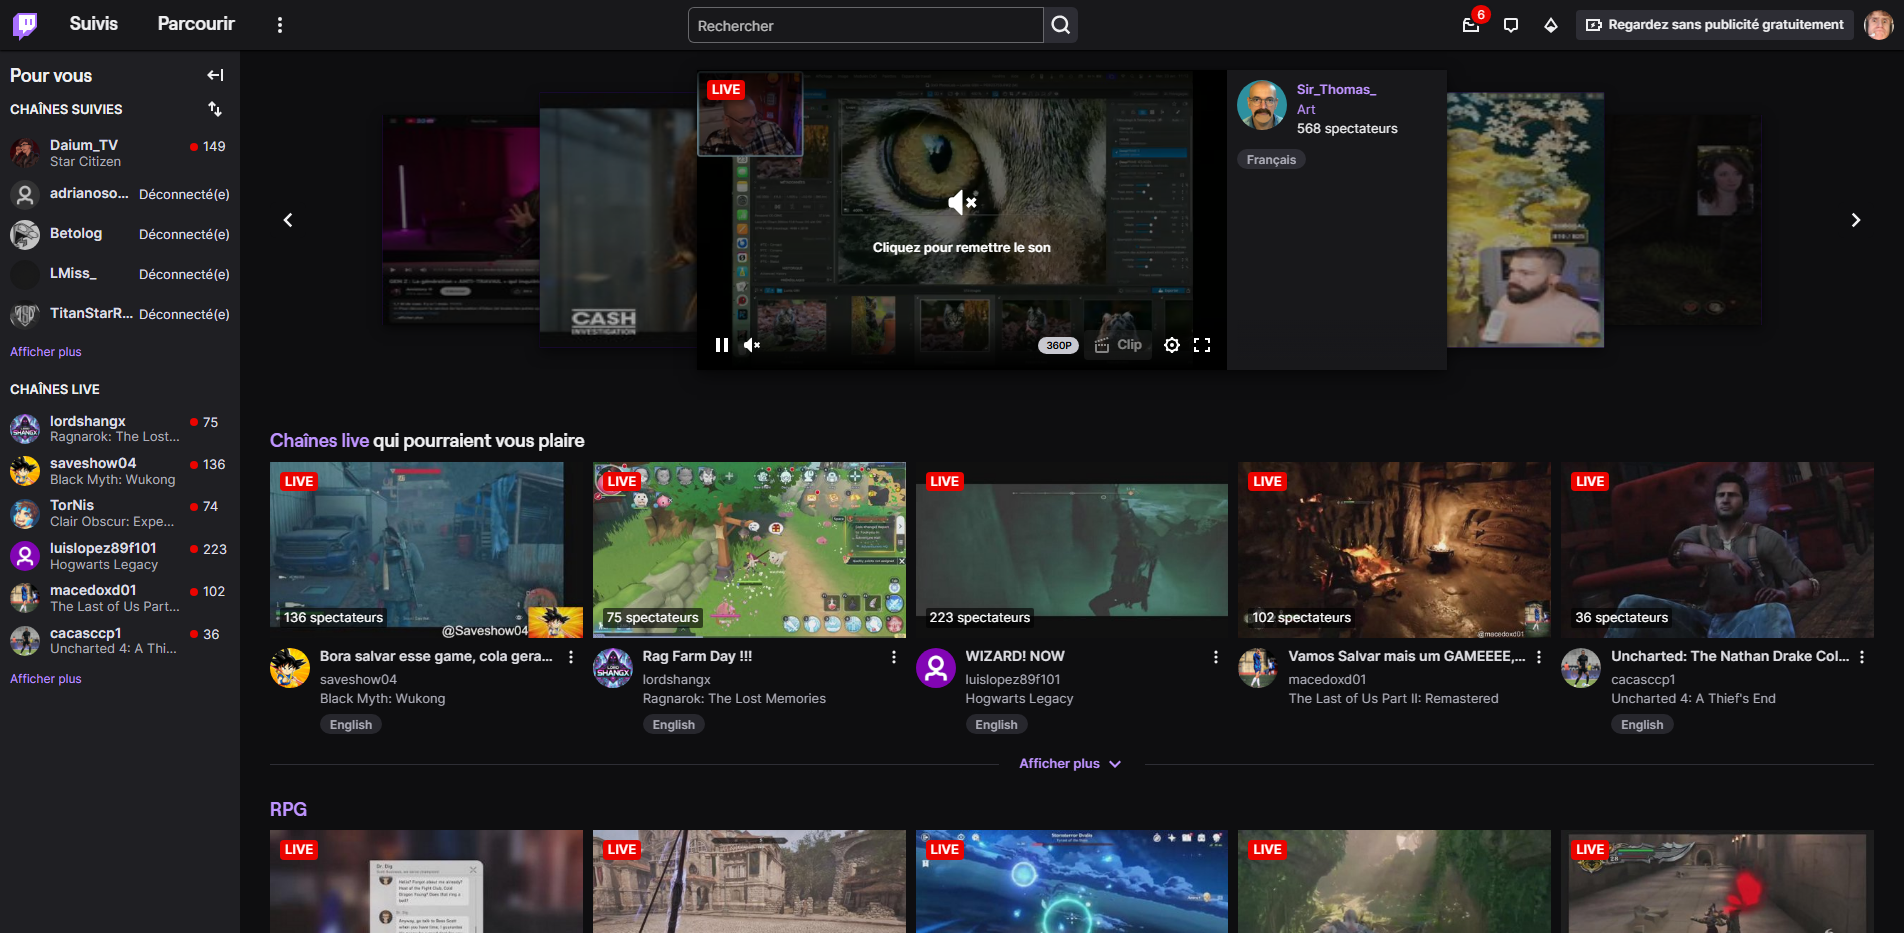 Suivis
Parcourir
Rechercher
6
Regardez sans publicité gratuitement
Pour vous
CHAÎNES SUIVIES
Daium_TV
149
Star Citizen
adrianoso...
Déconnecté(e)
Betolog
Déconnecté(e)
LMiss_
Déconnecté(e)
TitanStarR...
Déconnecté(e)
Afficher plus
CHAÎNES LIVE
lordshangx
75
Ragnarok: The Lost...
saveshow04
136
Black Myth: Wukong
TorNis
74
Clair Obscur: Expe...
luislopez89f101
223
Hogwarts Legacy
macedoxd01
102
The Last of Us Part...
cacasccp1
36
Uncharted 4: A Thi...
Afficher plus
CASH
INVESTIGATION
LIVE
Cliquez pour remettre le son
360P
Clip
Sir_Thomas_
Art
568 spectateurs
Français
Chaînes live qui pourraient vous plaire
LIVE
136 spectateurs
@Saveshow04
Bora salvar esse game, cola gera...
saveshow04
Black Myth: Wukong
English
LIVE
75 spectateurs
Rag Farm Day !!!
lordshangx
Ragnarok: The Lost Memories
English
LIVE
223 spectateurs
WIZARD! NOW
luislopez89f101
Hogwarts Legacy
English
LIVE
102 spectateurs
@macedoxd01
Vamos Salvar mais um GAMEEEE,...
macedoxd01
The Last of Us Part II: Remastered
LIVE
36 spectateurs
Uncharted: The Nathan Drake Col...
cacasccp1
Uncharted 4: A Thief's End
English
Afficher plus
RPG
LIVE
LIVE
LIVE
LIVE
LIVE